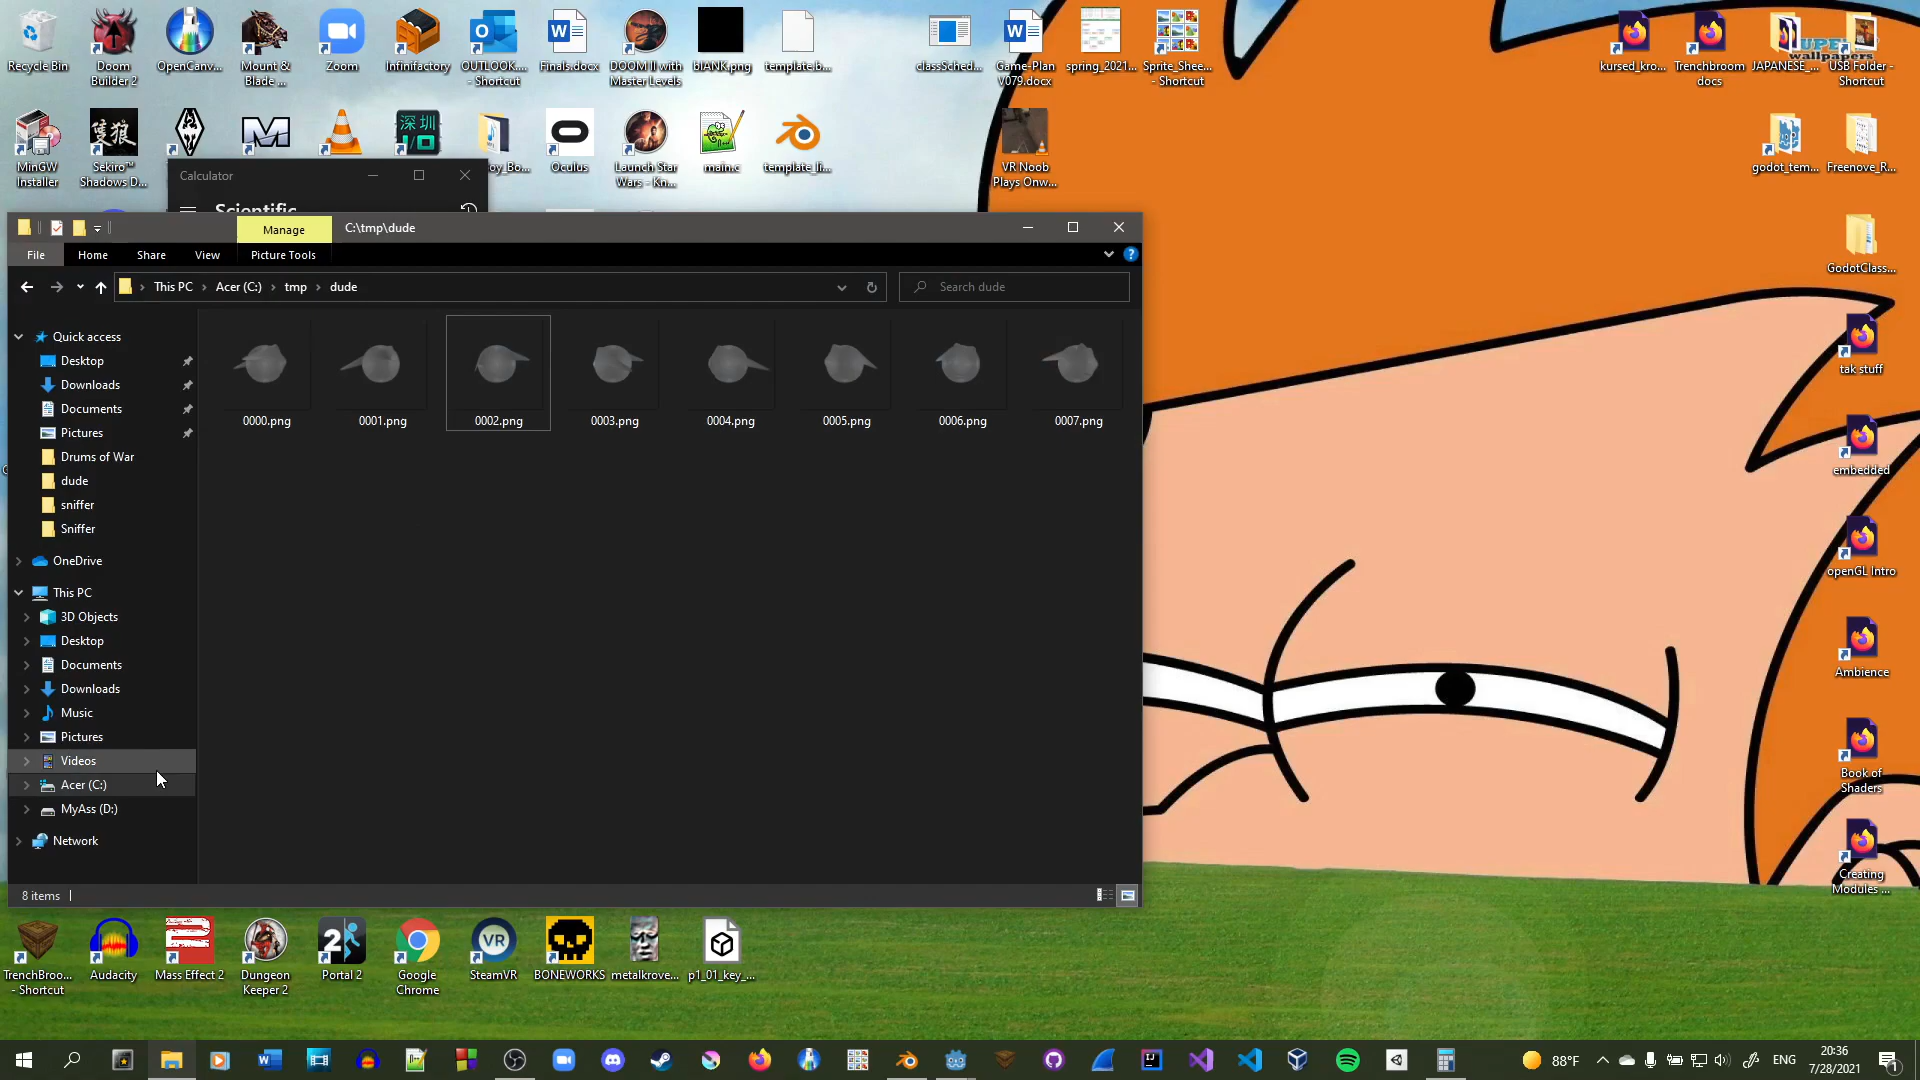 Recycle Bin
Doom
Builder 2
OpenCanv...
Mount &
Blade ...
Zoom
Infinifactory
OUTLOOK....
- Shortcut
Finals.docx
DOOM II with
Master Levels
blANK.png
template.b...
classSched...
Game-Plan
V079.docx
spring_2021...
Sprite_Shee...
- Shortcut
kursed_kro...
Trenchbroom
docs
JAPANESE_...
USB Folder -
Shortcut
MinGW
Installer
隻狼
Sekiro™
Shadows D...
深圳
I/O
oy_Bo...
Oculus
Launch Star
Wars - Kn...
main.c
template_li...
VR Noob
Plays Onw...
godot_tem...
Freenove_R...
Calculator
Scientific
Manage
C:\tmp\dude
File
Home
Share
View
Picture Tools
This PC
Acer (C:)
tmp
dude
Search dude
Quick access
Desktop
Downloads
Documents
Pictures
Drums of War
dude
sniffer
Sniffer
OneDrive
This PC
3D Objects
Desktop
Documents
Downloads
Music
Pictures
Videos
Acer (C:)
MyAss (D:)
Network
0000.png
0001.png
0002.png
0003.png
0004.png
0005.png
0006.png
0007.png
8 items
GodotClass...
tak stuff
embedded
openGL Intro
Ambience
Book of
Shaders
Creating
Modules ...
TrenchBroo...
- Shortcut
Audacity
Mass Effect 2
Dungeon
Keeper 2
2
Portal 2
Google
Chrome
VR
SteamVR
BONEWORKS
metalkrove...
p1_01_key_...
88°F
ENG
20:36
7/28/2021